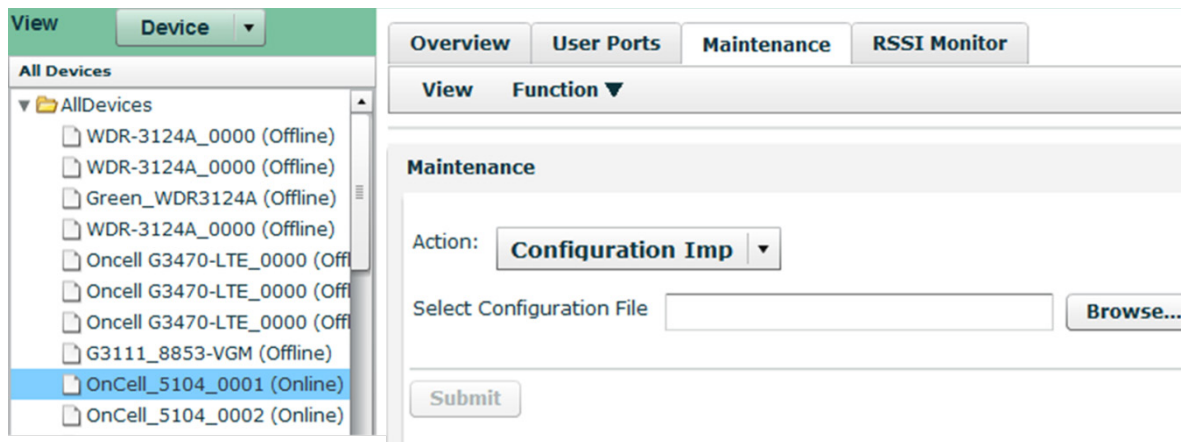 View Device
All Devices
AllDevices
WDR-3124A_0000 (Offline)
WDR-3124A_0000 (Offline)
Green_WDR3124A (Offline)
WDR-3124A_0000 (Offline)
Oncell G3470-LTE_0000 (Offl
Oncell G3470-LTE_0000 (Offl
Oncell G3470-LTE_0000 (Offl
G3111_8853-VGM (Offline)
OnCell_5104_0001 (Online)
OnCell_5104_0002 (Online)
Overview User Ports Maintenance RSSI Monitor
View Function
Maintenance
Action: Configuration Imp
Select Configuration File Browse...
Submit